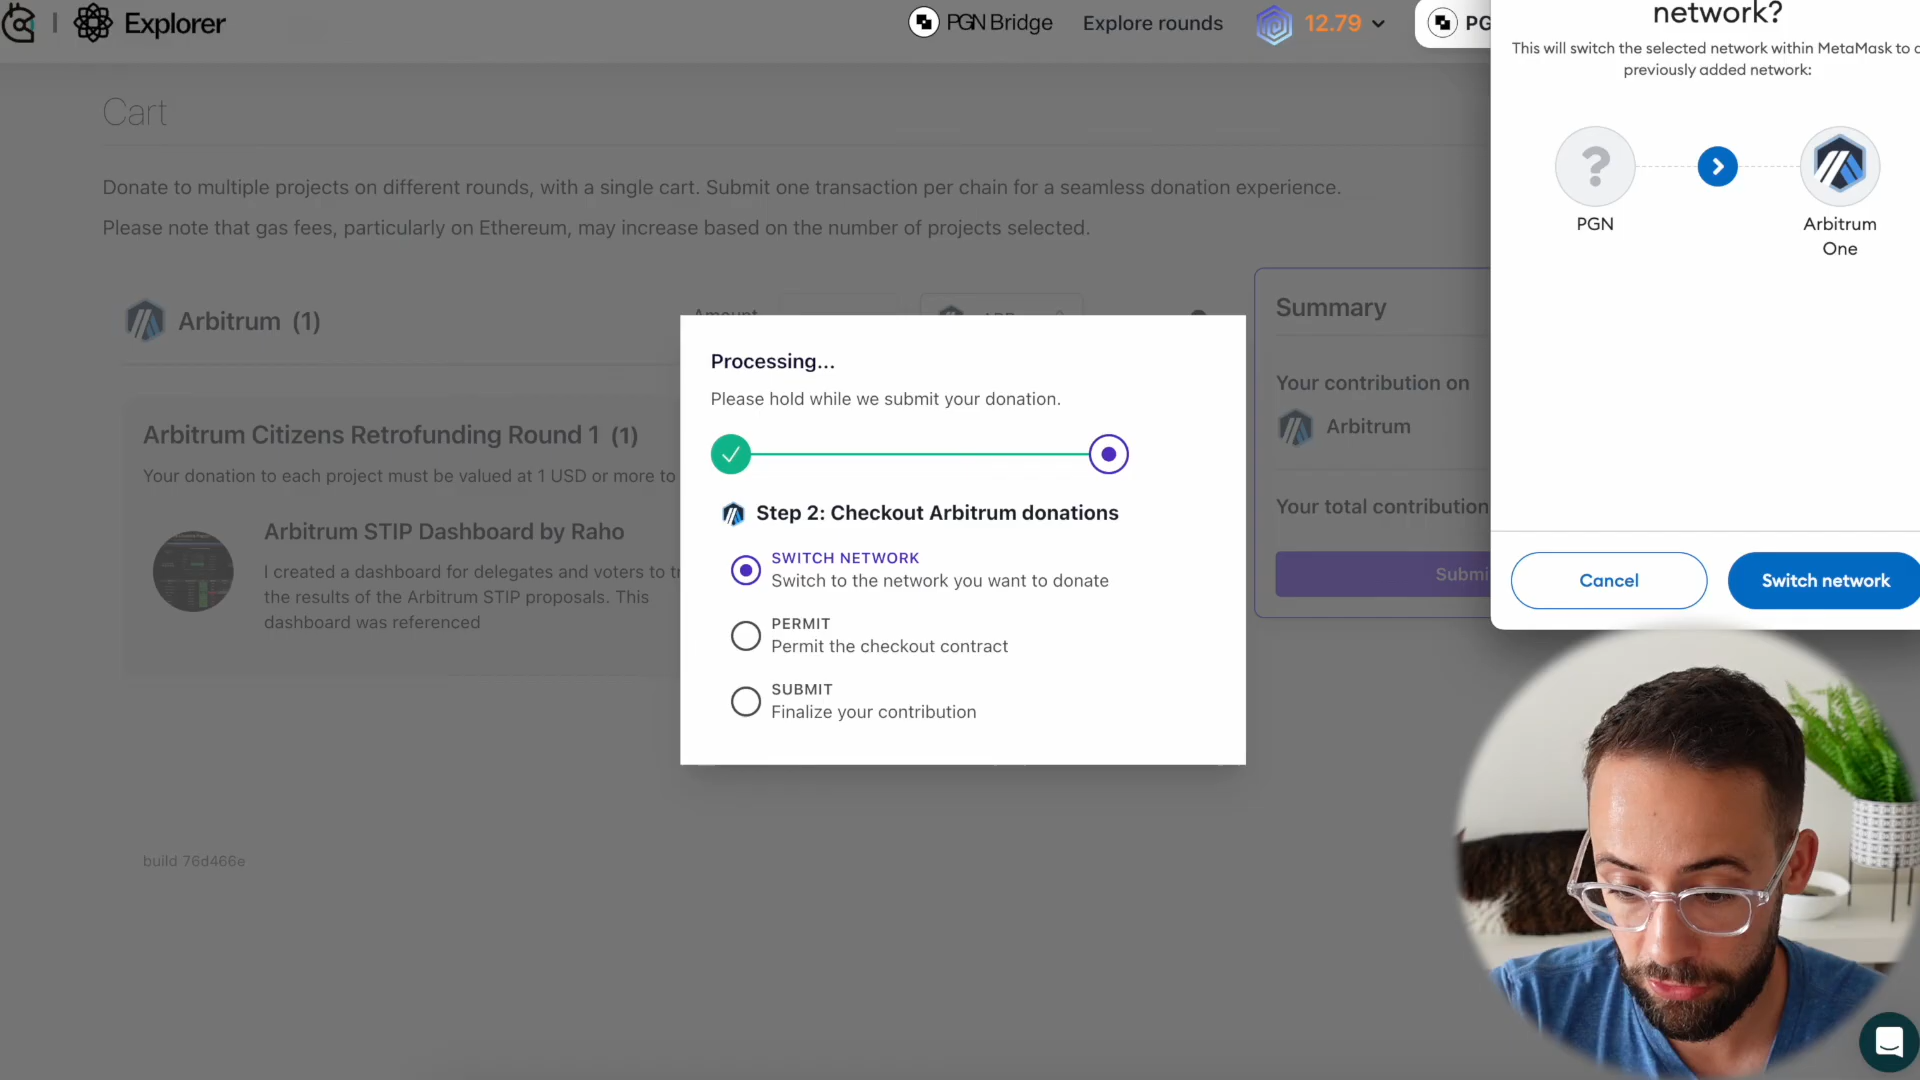 Explorer
PGN Bridge
Explore rounds
12.79
PG
network?
This will switch the selected network within MetaMask to a
previously added network:
PGN
Arbitrum
One
Cancel
Switch network
Cart
Donate to multiple projects on different rounds, with a single cart. Submit one transaction per chain for a seamless donation experience.
Please note that gas fees, particularly on Ethereum, may increase based on the number of projects selected.
Arbitrum (1)
Amount
Arbitrum Citizens Retrofunding Round 1 (1)
Your donation to each project must be valued at 1 USD or more to
Arbitrum STIP Dashboard by Raho
I created a dashboard for delegates and voters to tr
the results of the Arbitrum STIP proposals. This
dashboard was referenced
Processing...
Please hold while we submit your donation.
Step 2: Checkout Arbitrum donations
SWITCH NETWORK
Switch to the network you want to donate
PERMIT
Permit the checkout contract
SUBMIT
Finalize your contribution
Summary
Your contribution on
Arbitrum
Your total contribution
Submi
build 76d466e